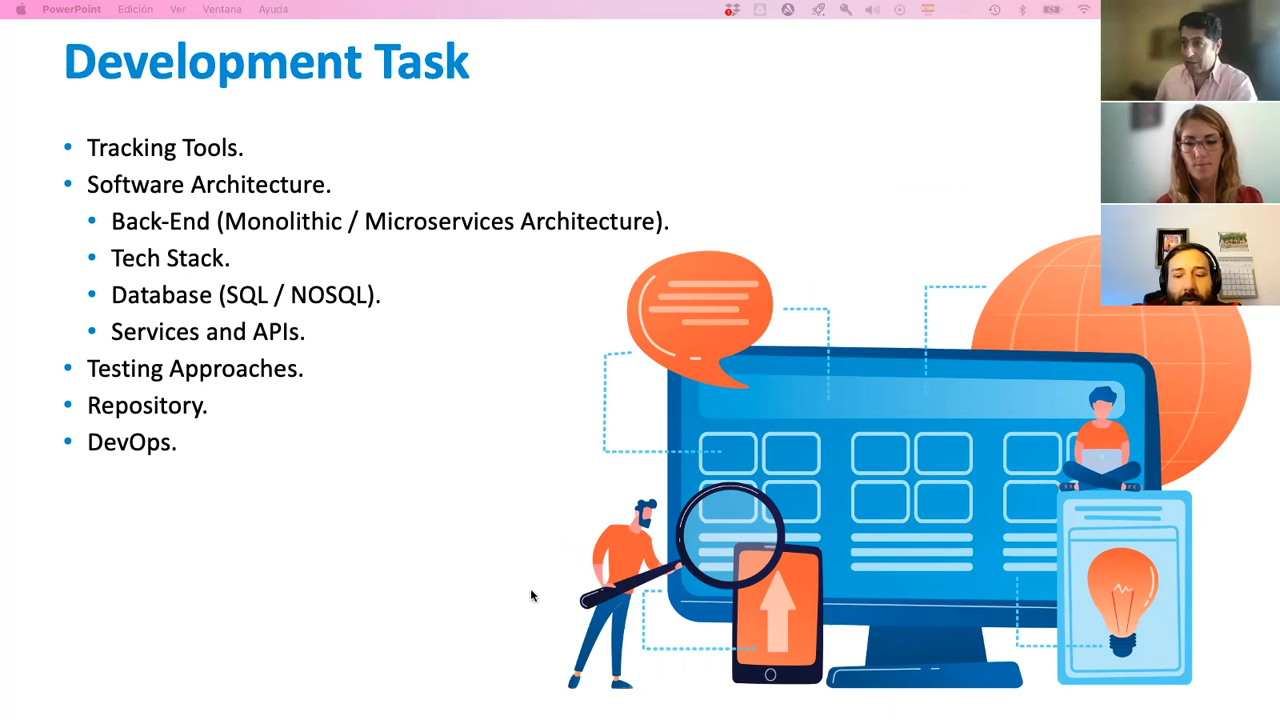 PowerPoint Edición Ver Ventana Ayuda
Development Task
• Tracking Tools.
• Software Architecture.
• Back-End (Monolithic / Microservices Architecture).
• Tech Stack.
• Database (SQL / NOSQL).
• Services and APIs.
• Testing Approaches.
• Repository.
• DevOps.